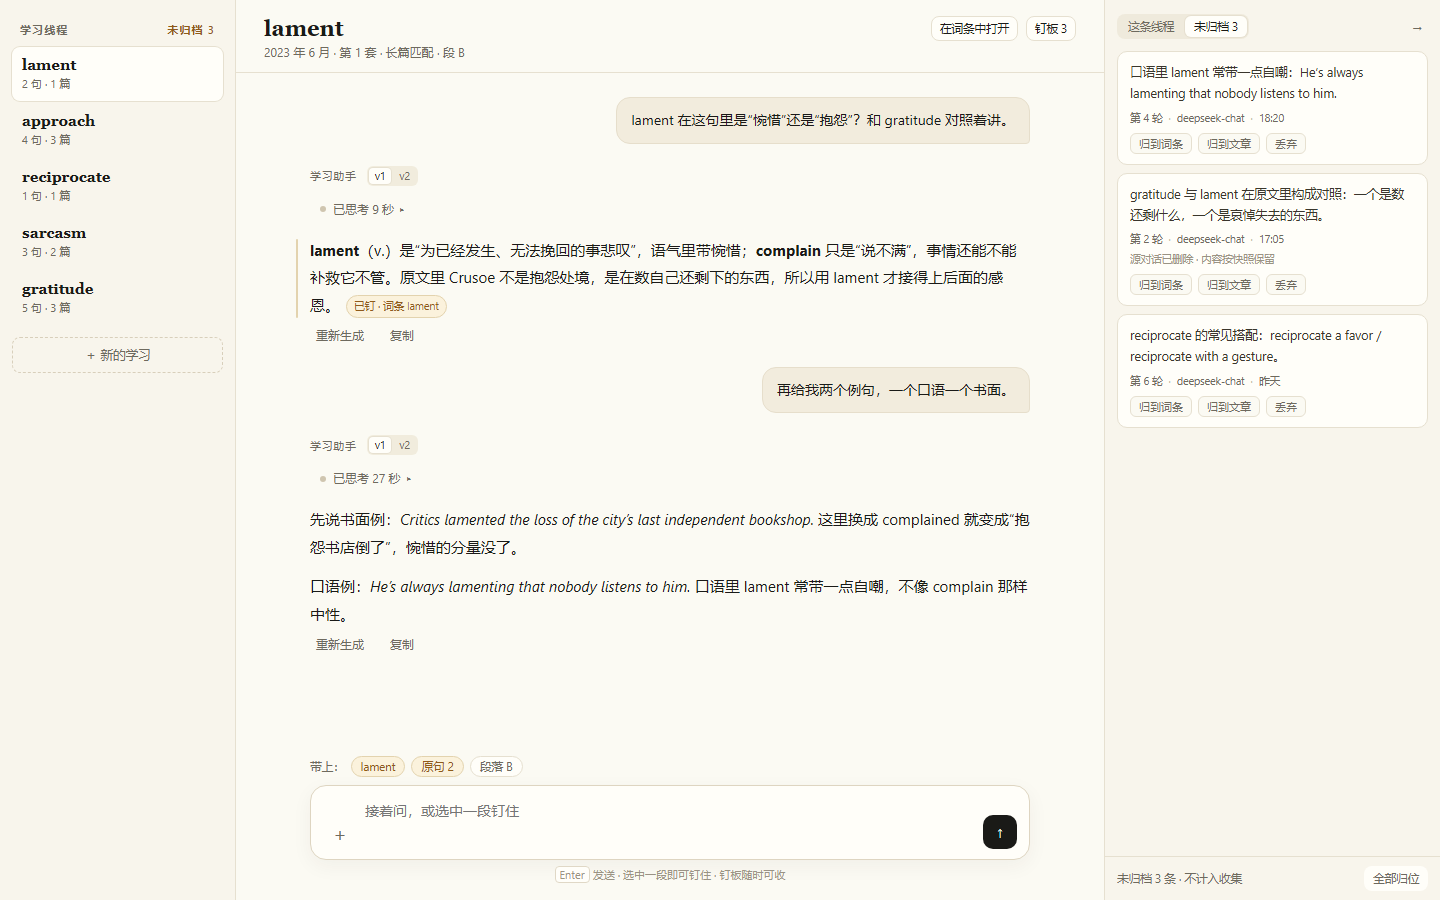 学习线程
未归档 3
lament
2 句 · 1 篇
approach
4 句 · 3 篇
reciprocate
1 句 · 1 篇
sarcasm
3 句 · 2 篇
gratitude
5 句 · 3 篇
+ 新的学习
lament
2023 年 6 月 · 第 1 套 · 长篇匹配 · 段 B
在词条中打开
钉板 3
lament 在这句里是“惋惜”还是“抱怨”？和 gratitude 对照着讲。
学习助手 v1 v2
已思考 9 秒 ▸
lament（v.）是“为已经发生、无法挽回的事悲叹”，语气里带惋惜；complain 只是“说不满”，事情还能不能
补救它不管。原文里 Crusoe 不是抱怨处境，是在数自己还剩下的东西，所以用 lament 才接得上后面的感
恩。 已钉 · 词条 lament
重新生成 复制
再给我两个例句，一个口语一个书面。
学习助手 v1 v2
已思考 27 秒 ▸
先说书面例：Critics lamented the loss of the city’s last independent bookshop. 这里换成 complained 就变成“抱
怨书店倒了”，惋惜的分量没了。
口语例：He’s always lamenting that nobody listens to him. 口语里 lament 常带一点自嘲，不像 complain 那样
中性。
重新生成 复制
带上： lament 原句 2 段落 B
接着问，或选中一段钉住
+
↑
Enter 发送 · 选中一段即可钉住 · 钉板随时可收
这条线程 未归档 3 →
口语里 lament 常带一点自嘲：He’s always
lamenting that nobody listens to him.
第 4 轮 · deepseek-chat · 18:20
归到词条 归到文章 丢弃
gratitude 与 lament 在原文里构成对照：一个是数
还剩什么，一个是哀悼失去的东西。
第 2 轮 · deepseek-chat · 17:05
源对话已删除 · 内容按快照保留
归到词条 归到文章 丢弃
reciprocate 的常见搭配：reciprocate a favor /
reciprocate with a gesture。
第 6 轮 · deepseek-chat · 昨天
归到词条 归到文章 丢弃
未归档 3 条 · 不计入收集
全部归位